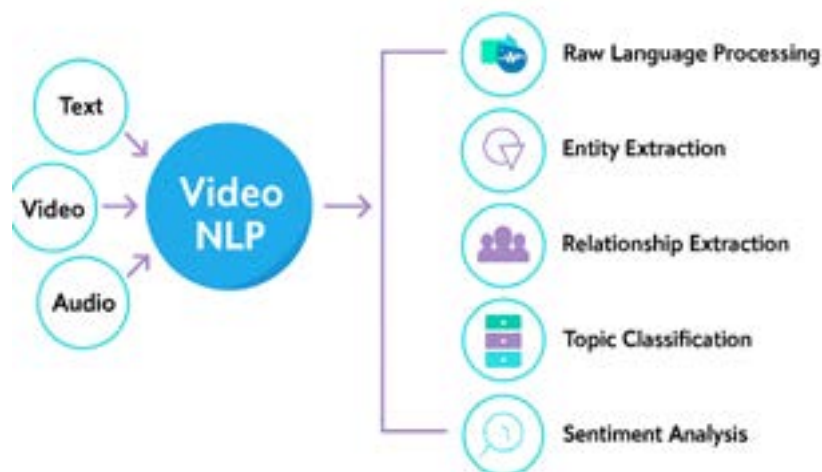 Text
Video
Audio
Video
NLP
Raw Language Processing
Entity Extraction
Relationship Extraction
Topic Classification
Sentiment Analysis